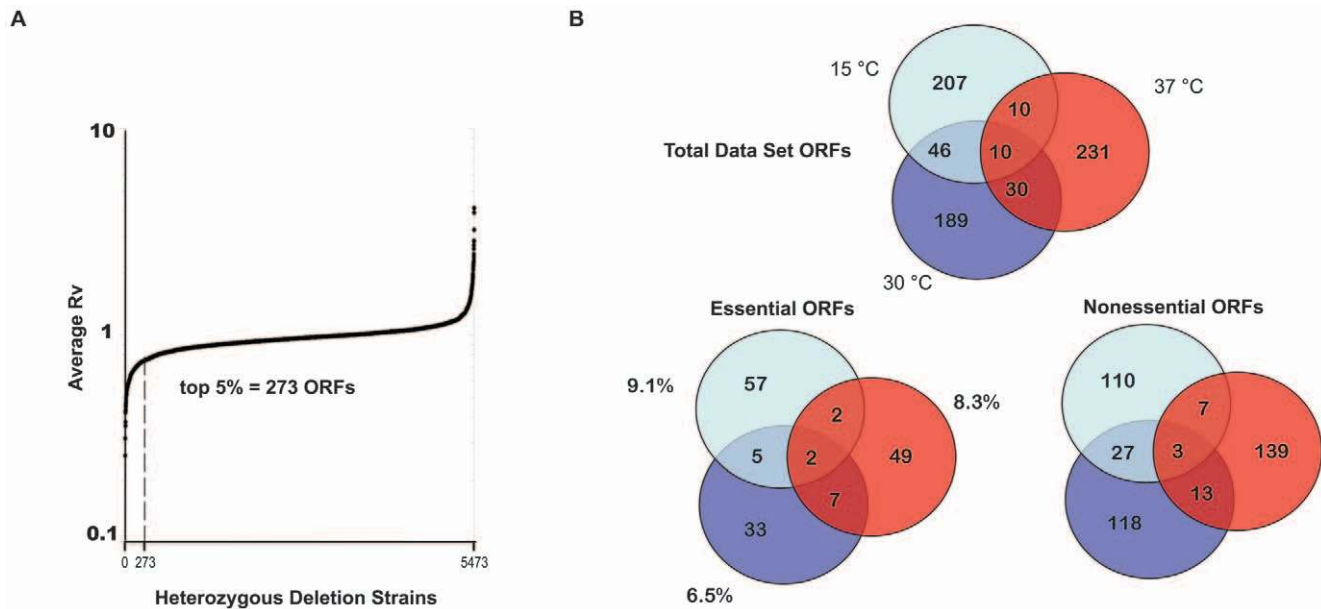 A
10
1
0.1
Average Rv
top 5% = 273 ORFs
0 273 5473
Heterozygous Deletion Strains
B
15 °C
37 °C
30 °C
Total Data Set ORFs
207
10
46
10
231
30
189
Essential ORFs
9.1%
8.3%
6.5%
57
2
5
2
49
7
33
Nonessential ORFs
110
7
27
3
139
13
118